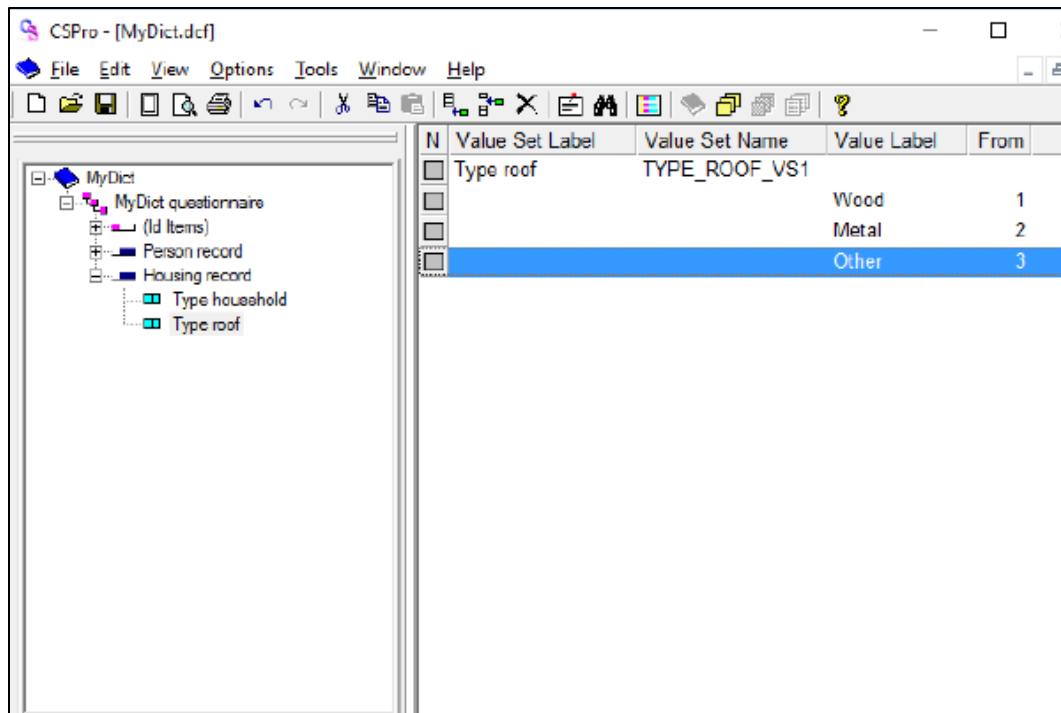 CSPro - [MyDict.dcf]
File Edit View Options Tools Window Help
N Value Set Label Value Set Name Value Label From
Type roof TYPE_ROOF_VS1
Wood 1
Metal 2
Other 3
MyDict
MyDict questionnaire
(Id Items)
Person record
Housing record
Type household
Type roof